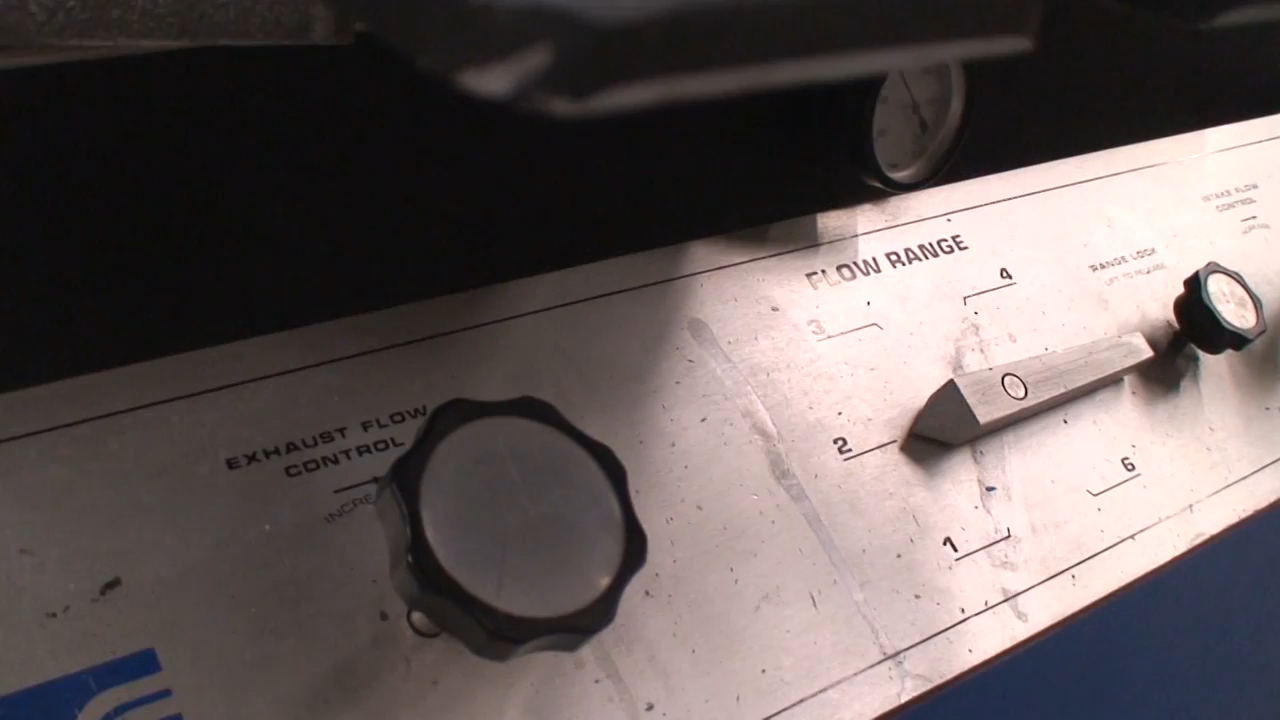 EXHAUST FLOW
CONTROL
INCRE
FLOW RANGE
3
4
2
1
6
RANGE LOCK
LIFT TO RELEASE
INTAKE FLOW
CONTROL